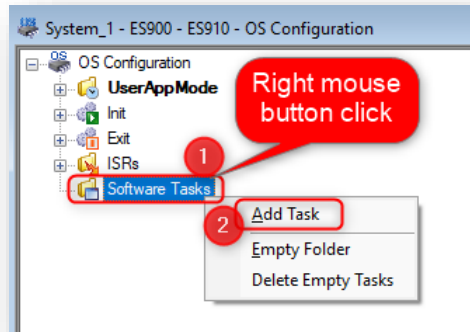 System_1 - ES900 - ES910 - OS Configuration
OS
OS Configuration
UserAppMode
Init
Exit
ISRs
Software Tasks
Right mouse
button click
1
2
Add Task
Empty Folder
Delete Empty Tasks